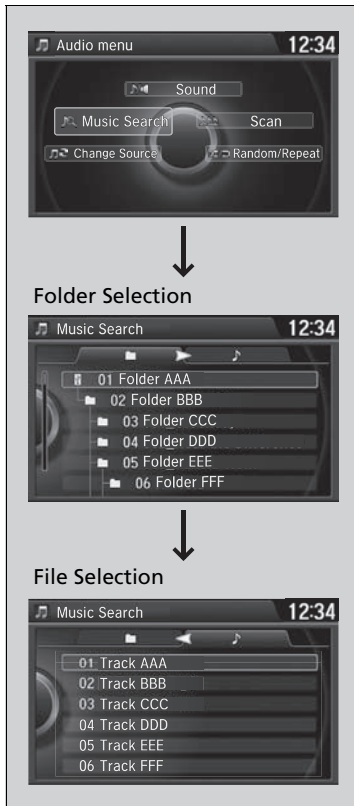 Audio menu 12:34
Sound
Music Search Scan
Change Source Random/Repeat
Folder Selection
Music Search 12:34
01 Folder AAA
02 Folder BBB
03 Folder CCC
04 Folder DDD
05 Folder EEE
06 Folder FFF
File Selection
Music Search 12:34
01 Track AAA
02 Track BBB
03 Track CCC
04 Track DDD
05 Track EEE
06 Track FFF